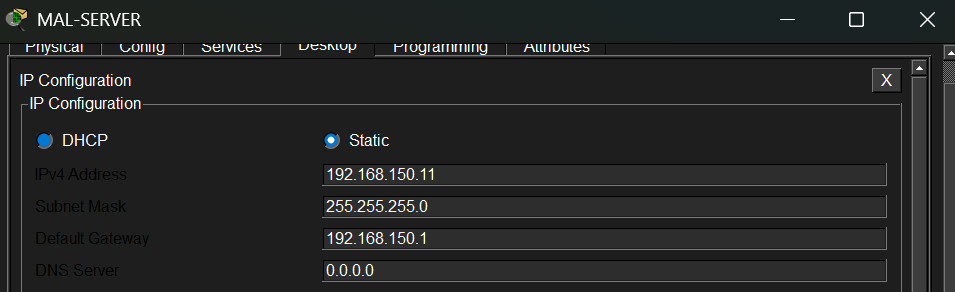 MAL-SERVER
Physical Config Services Desktop Programming Attributes
IP Configuration X
IP Configuration
DHCP Static
IPv4 Address 192.168.150.11
Subnet Mask 255.255.255.0
Default Gateway 192.168.150.1
DNS Server 0.0.0.0